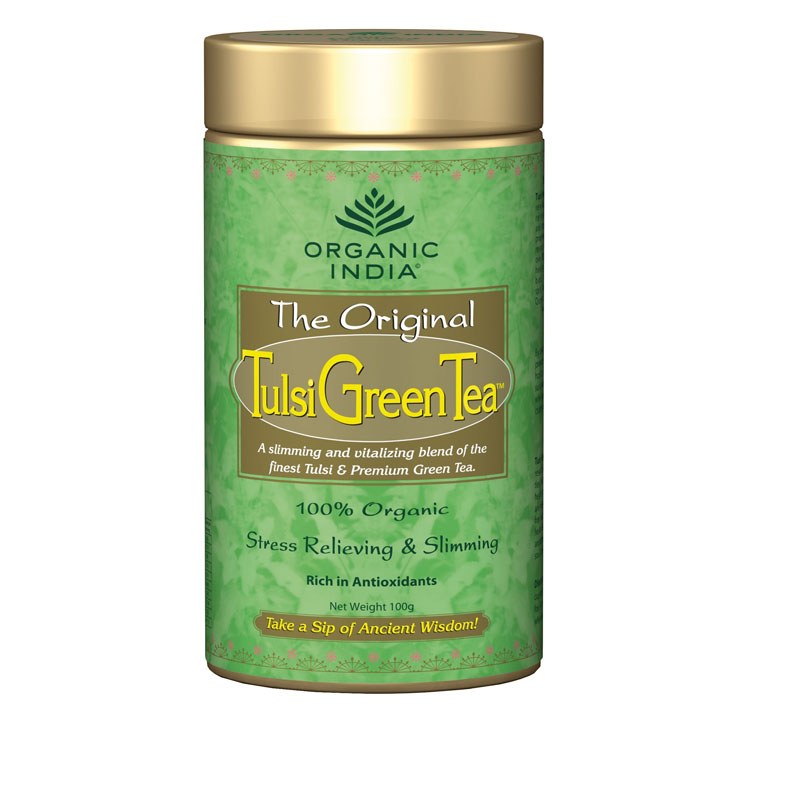 ORGANIC
INDIA©
The Original
Tulsi Green Tea™
A slimming and vitalizing blend of the
finest Tulsi & Premium Green Tea.
100% Organic
Stress Relieving & Slimming
Rich in Antioxidants
Net Weight 100g
Take a Sip of Ancient Wisdom!